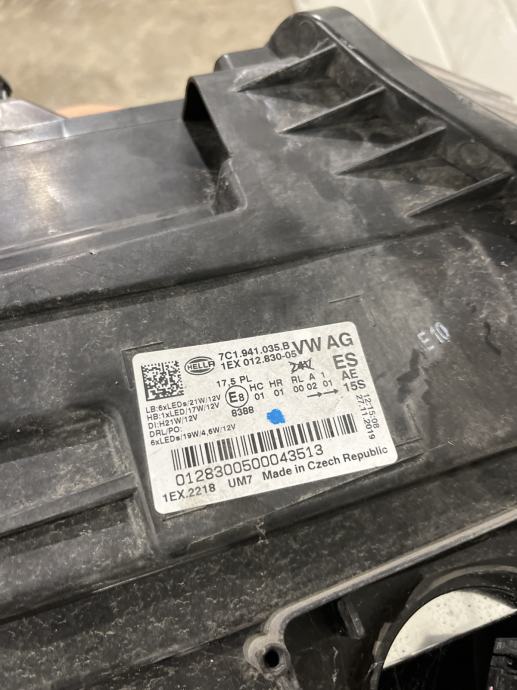 HELLA
7C1.941.035.B
1EX 012.830-05
VW AG
24V
ES
AE
15S
17,5 PL
HC HR RL A 1
E8 01 01 00 02 01
8388
LB:6xLEDs/21W/12V
HB:1xLED/17W/12V
DI:H21W/12V
DRL/PO:
6xLEDs/19W/4,6W/12V
12:15:08
27.11.2019
0128300500043513
1EX.2218 UM7 Made in Czech Republic
E10